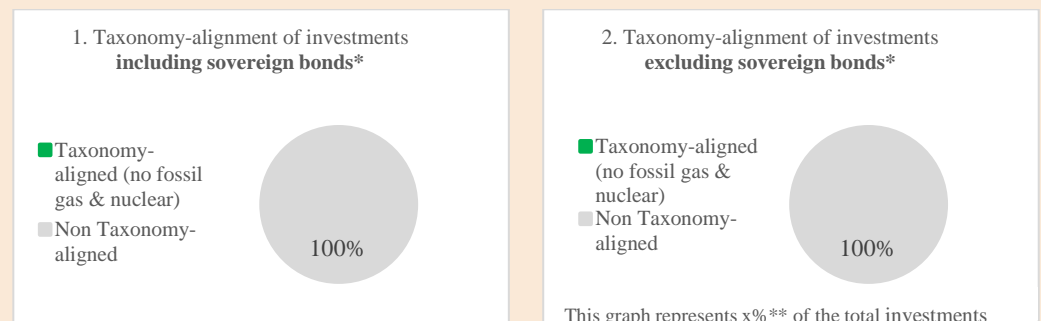 1. Taxonomy-alignment of investments
including sovereign bonds*
Taxonomy-
aligned (no fossil
gas & nuclear)
Non Taxonomy-
aligned
100%
2. Taxonomy-alignment of investments
excluding sovereign bonds*
Taxonomy-aligned
(no fossil gas &
nuclear)
Non Taxonomy-
aligned
100%
This graph represents x%** of the total investments